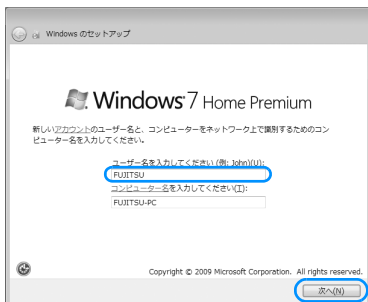 Windows のセットアップ
Windows 7 Home Premium
新しいアカウントのユーザー名と、コンピューターをネットワーク上で識別するためのコン
ピューター名を入力してください。
ユーザー名を入力してください (例: John)(U):
FUJITSU
コンピューター名を入力してください(T):
FUJITSU-PC
Copyright © 2009 Microsoft Corporation. All rights reserved.
次へ(N)